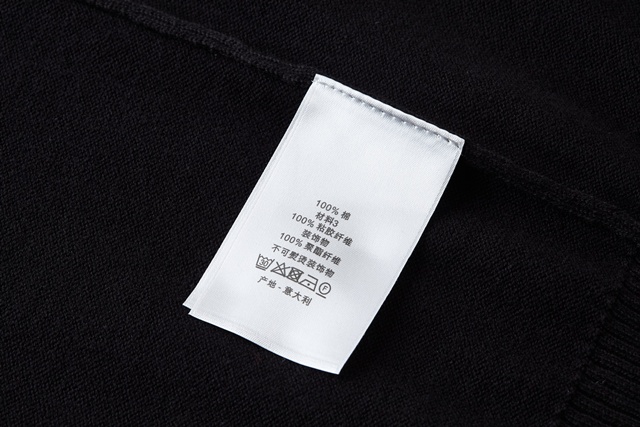 100% 棉
材料3
100% 粘胶纤维
装饰物
100% 聚酯纤维
不可熨烫装饰物
30 F
产地 - 意大利